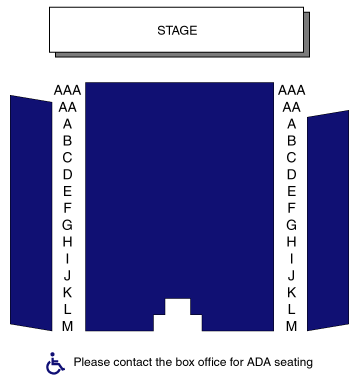 STAGE
AAA AAA
AA AA
A A
B B
C C
D D
E E
F F
G G
H H
I I
J J
K K
L L
M M
Please contact the box office for ADA seating